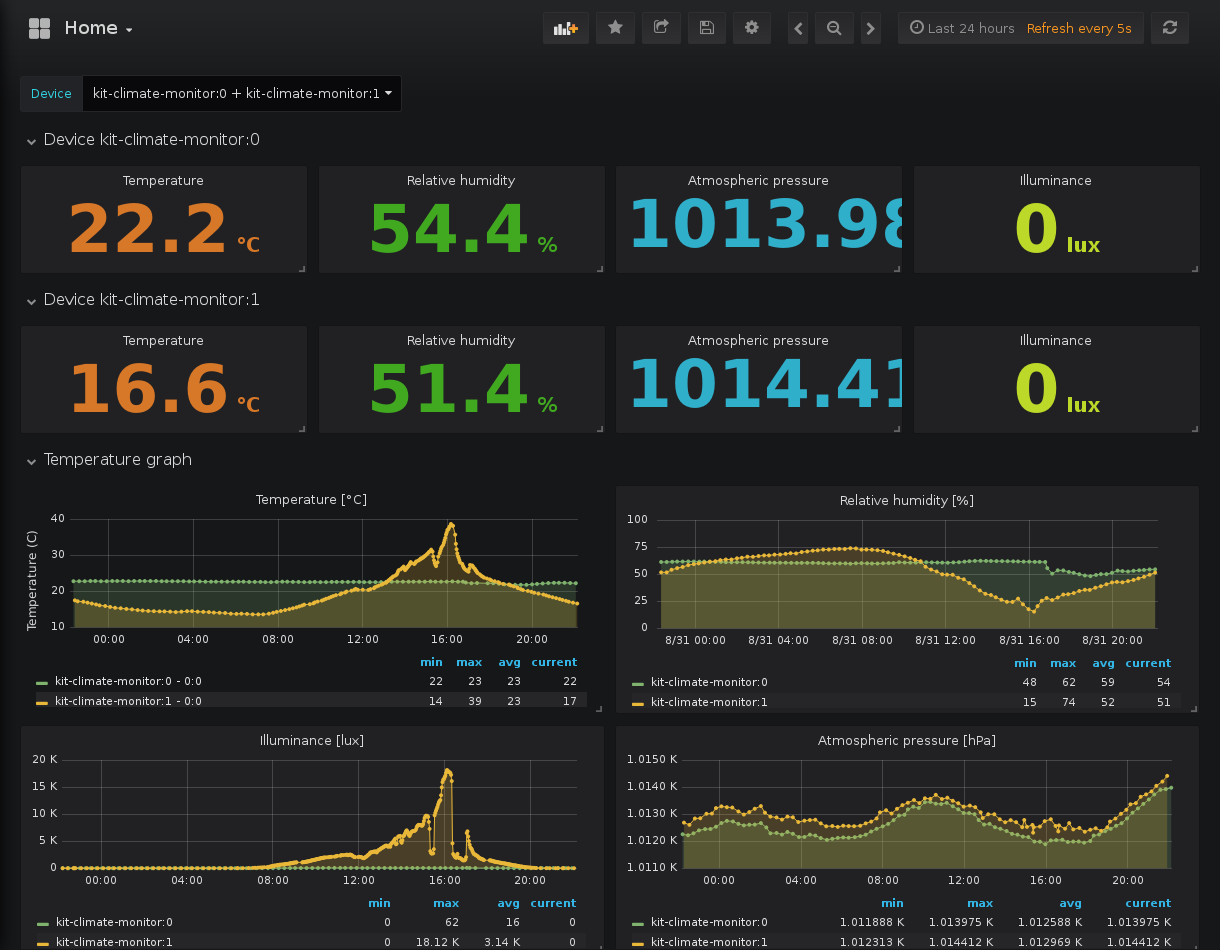 Home
Last 24 hours Refresh every 5s
Device kit-climate-monitor:0 + kit-climate-monitor:1
Device kit-climate-monitor:0
Temperature Relative humidity Atmospheric pressure Illuminance
22.2 °C 54.4 % 1013.98 0 lux
Device kit-climate-monitor:1
Temperature Relative humidity Atmospheric pressure Illuminance
16.6 °C 51.4 % 1014.41 0 lux
Temperature graph
Temperature [°C]
Temperature (C)
40
30
20
10
00:00 04:00 08:00 12:00 16:00 20:00
min max avg current
kit-climate-monitor:0 - 0:0 22 23 23 22
kit-climate-monitor:1 - 0:0 14 39 23 17
Relative humidity [%]
100
75
50
25
0
8/31 00:00 8/31 04:00 8/31 08:00 8/31 12:00 8/31 16:00 8/31 20:00
min max avg current
kit-climate-monitor:0 48 62 59 54
kit-climate-monitor:1 15 74 52 51
Illuminance [lux]
20 K
15 K
10 K
5 K
0
00:00 04:00 08:00 12:00 16:00 20:00
min max avg current
kit-climate-monitor:0 0 62 16 0
kit-climate-monitor:1 0 18.12 K 3.14 K 0
Atmospheric pressure [hPa]
1.0150 K
1.0140 K
1.0130 K
1.0120 K
1.0110 K
00:00 04:00 08:00 12:00 16:00 20:00
min max avg current
kit-climate-monitor:0 1.011888 K 1.013975 K 1.012588 K 1.013975 K
kit-climate-monitor:1 1.012313 K 1.014412 K 1.012969 K 1.014412 K